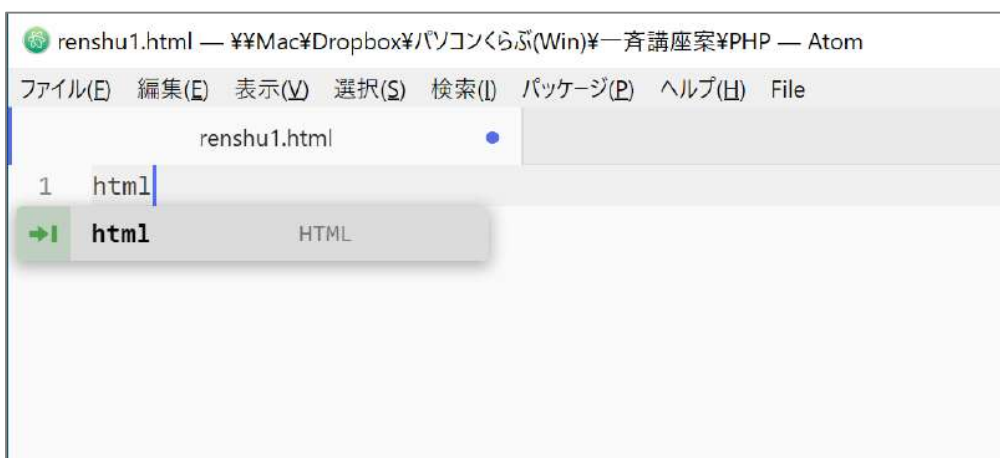 renshu1.html — ¥¥Mac¥Dropbox¥パソコンくらぶ(Win)¥一斉講座案¥PHP — Atom
ファイル(F) 編集(E) 表示(V) 選択(S) 検索(I) パッケージ(P) ヘルプ(H) File
renshu1.html
1 html
html HTML